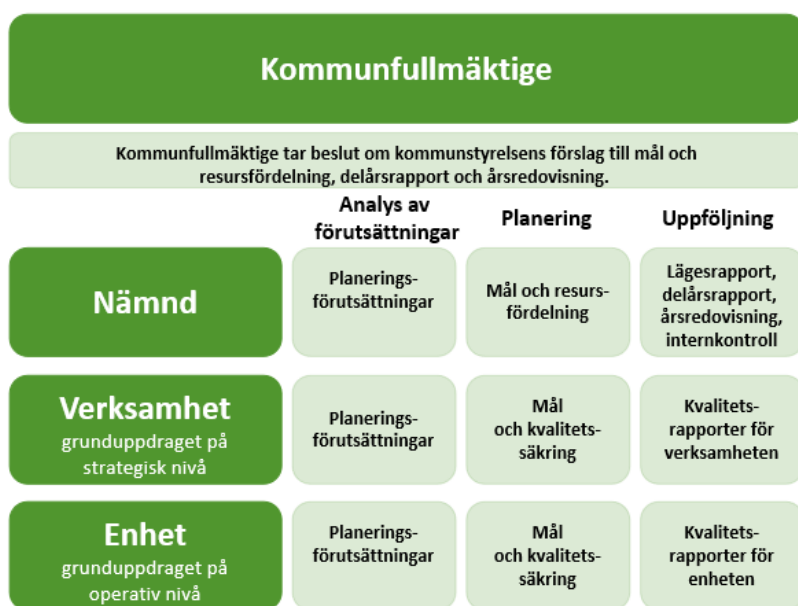 Kommunfullmäktige
Kommunfullmäktige tar beslut om kommunstyrelsens förslag till mål och
resursfördelning, delårsrapport och årsredovisning.
Analys av
förutsättningar
Planering
Uppföljning
Nämnd
Planerings-
förutsättningar
Mål och resurs-
fördelning
Lägesrapport,
delårsrapport,
årsredovisning,
internkontroll
Verksamhet
grunduppdraget på
strategisk nivå
Planerings-
förutsättningar
Mål
och kvalitets-
säkring
Kvalitets-
rapporter för
verksamheten
Enhet
grunduppdraget på
operativ nivå
Planerings-
förutsättningar
Mål
och kvalitets-
säkring
Kvalitets-
rapporter för
enheten